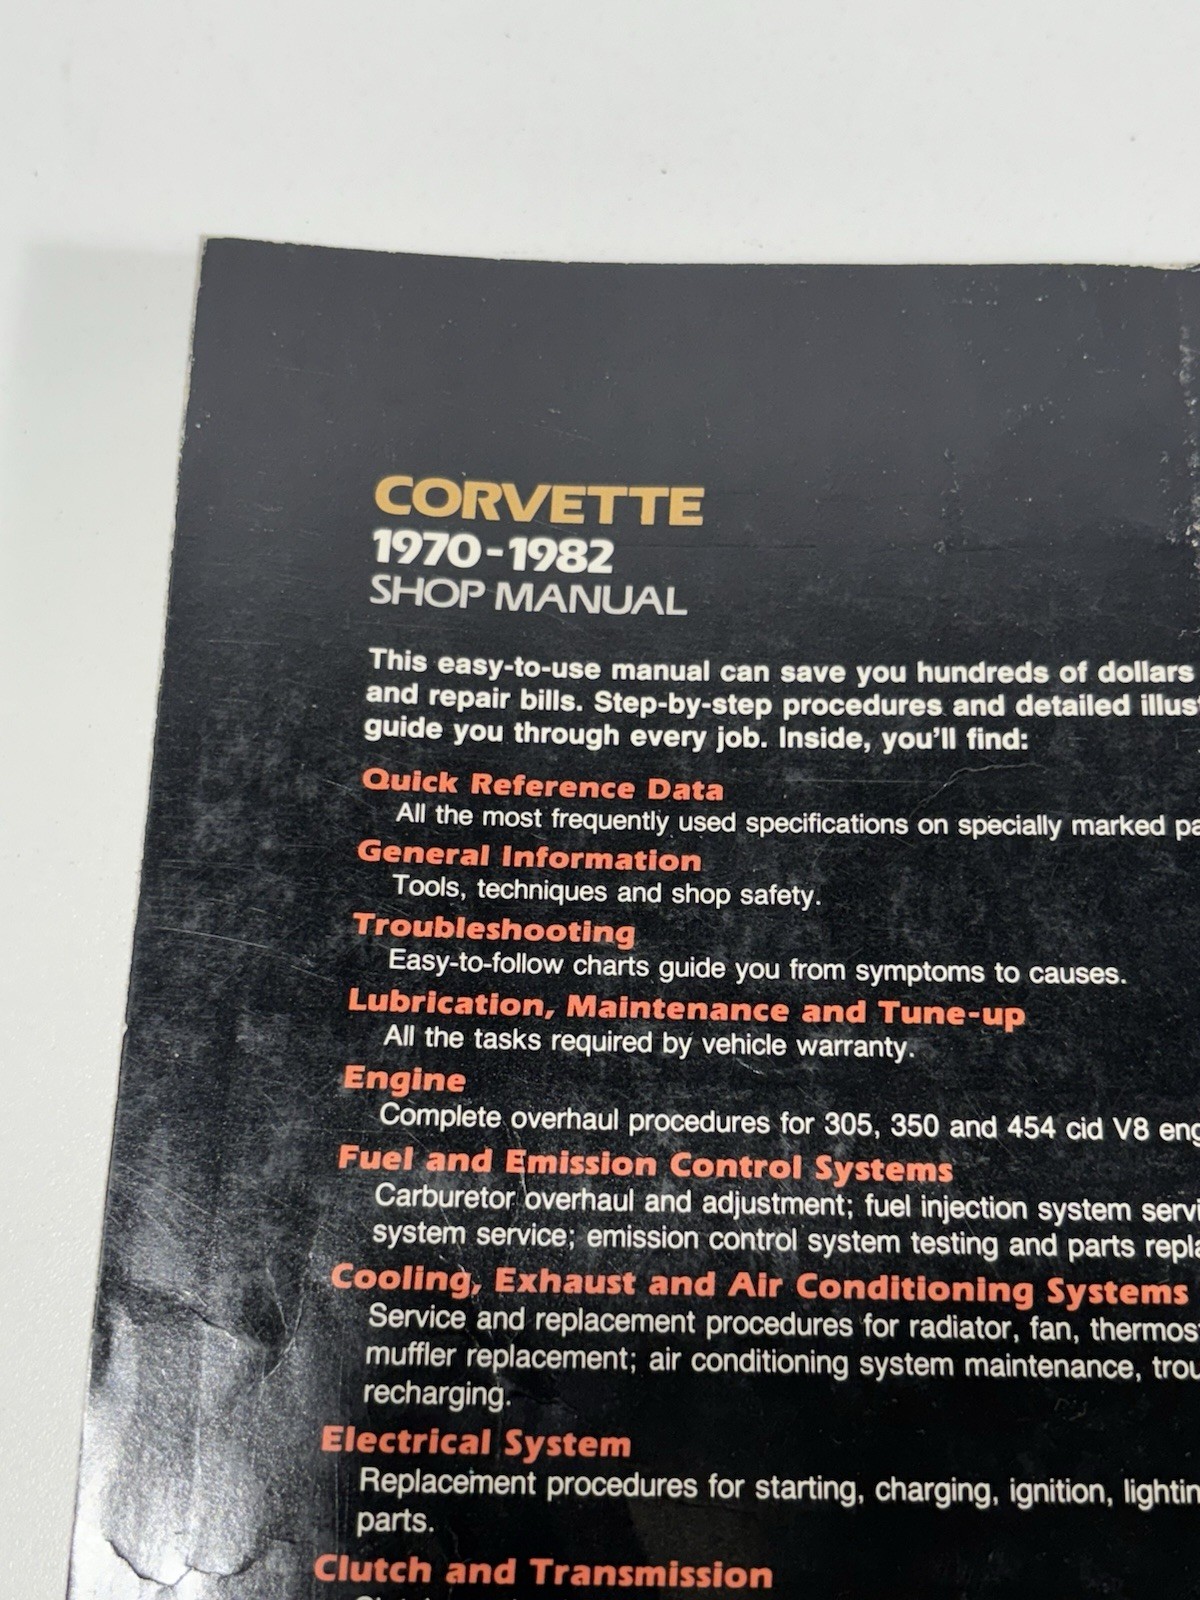 CORVETTE
1970-1982
SHOP MANUAL
This easy-to-use manual can save you hundreds of dollars
and repair bills. Step-by-step procedures and detailed
guide you through every job. Inside, you'll find:
Quick Reference Data
All the most frequently used specifications on specially marked
General Information
Tools, techniques and shop safety.
Troubleshooting
Easy-to-follow charts guide you from symptoms to causes.
Lubrication, Maintenance and Tune-up
All the tasks required by vehicle warranty.
Engine
Complete overhaul procedures for 305, 350 and 454 cid V8
Fuel and Emission Control Systems
Carburetor overhaul and adjustment; fuel injection system
system service; emission control system testing and parts
Cooling, Exhaust and Air Conditioning Systems
Service and replacement procedures for radiator, fan,
muffler replacement; air conditioning system maintenance,
recharging.
Electrical System
Replacement procedures for starting, charging, ignition,
parts.
Clutch and Transmission